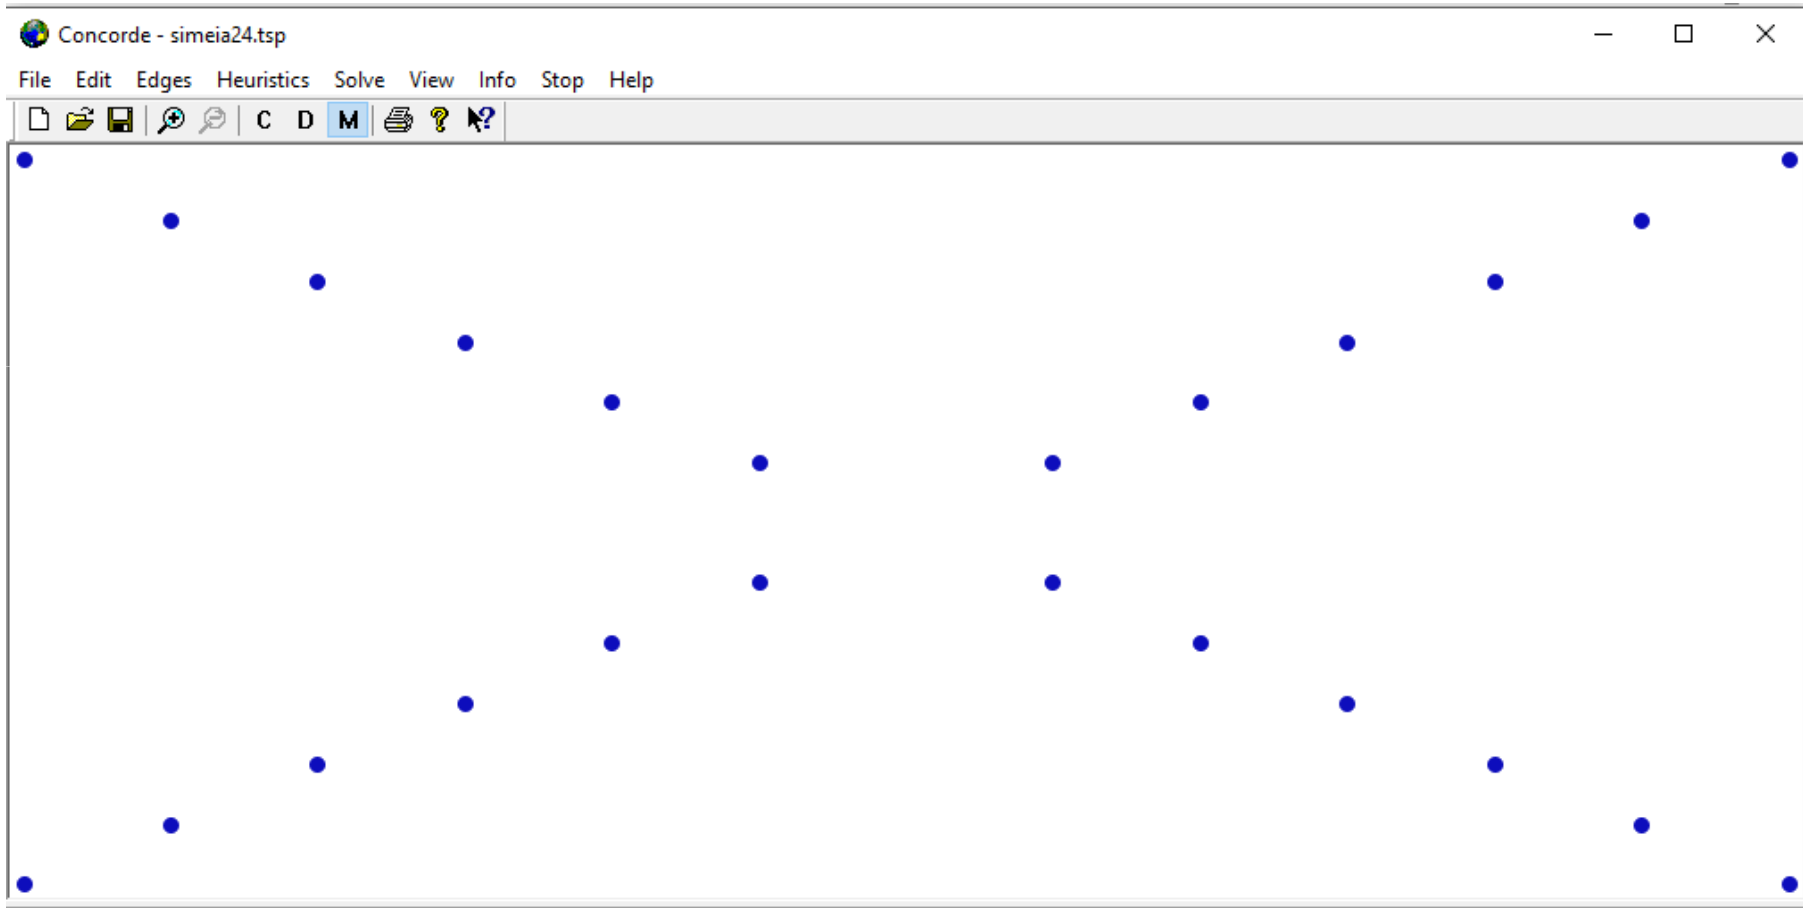 Concorde - simeia24.tsp
File Edit Edges Heuristics Solve View Info Stop Help
C D M